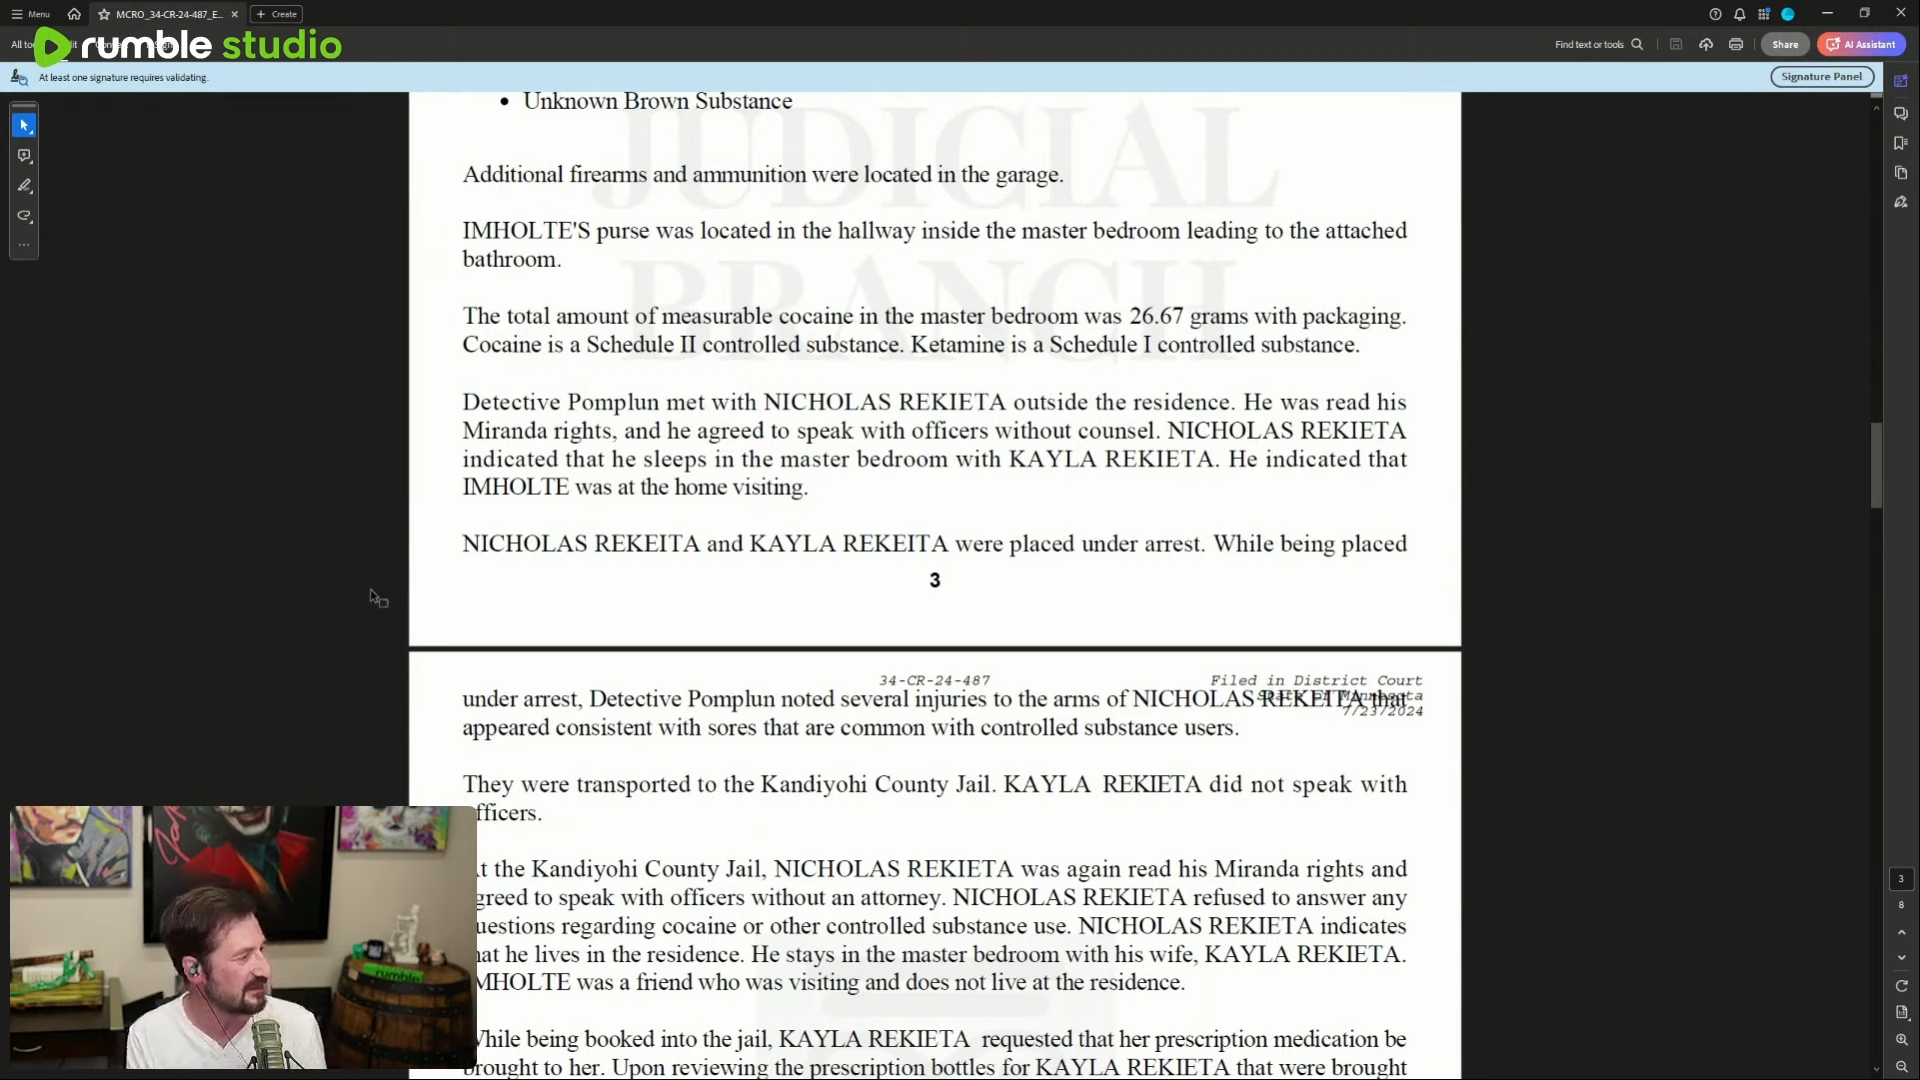 Menu
MCRO_34-CR-24-487_E...
Create
rumble studio
All to
Find text or tools
Share
AI Assistant
At least one signature requires validating.
Signature Panel
JUDICIAL
BRANCH
• Unknown Brown Substance
Additional firearms and ammunition were located in the garage.
IMHOLTE'S purse was located in the hallway inside the master bedroom leading to the attached
bathroom.
The total amount of measurable cocaine in the master bedroom was 26.67 grams with packaging.
Cocaine is a Schedule II controlled substance. Ketamine is a Schedule I controlled substance.
Detective Pomplun met with NICHOLAS REKIETA outside the residence. He was read his
Miranda rights, and he agreed to speak with officers without counsel. NICHOLAS REKIETA
indicated that he sleeps in the master bedroom with KAYLA REKIETA. He indicated that
IMHOLTE was at the home visiting.
NICHOLAS REKEITA and KAYLA REKEITA were placed under arrest. While being placed
3
34-CR-24-487
Filed in District Court
State of Minnesota
7/23/2024
under arrest, Detective Pomplun noted several injuries to the arms of NICHOLAS REKEITA that
appeared consistent with sores that are common with controlled substance users.
They were transported to the Kandiyohi County Jail. KAYLA REKIETA did not speak with
fficers.
t the Kandiyohi County Jail, NICHOLAS REKIETA was again read his Miranda rights and
greed to speak with officers without an attorney. NICHOLAS REKIETA refused to answer any
uestions regarding cocaine or other controlled substance use. NICHOLAS REKIETA indicates
hat he lives in the residence. He stays in the master bedroom with his wife, KAYLA REKIETA.
MHOLTE was a friend who was visiting and does not live at the residence.
While being booked into the jail, KAYLA REKIETA requested that her prescription medication be
brought to her. Upon reviewing the prescription bottles for KAYLA REKIETA that were brought
3
8
rumble